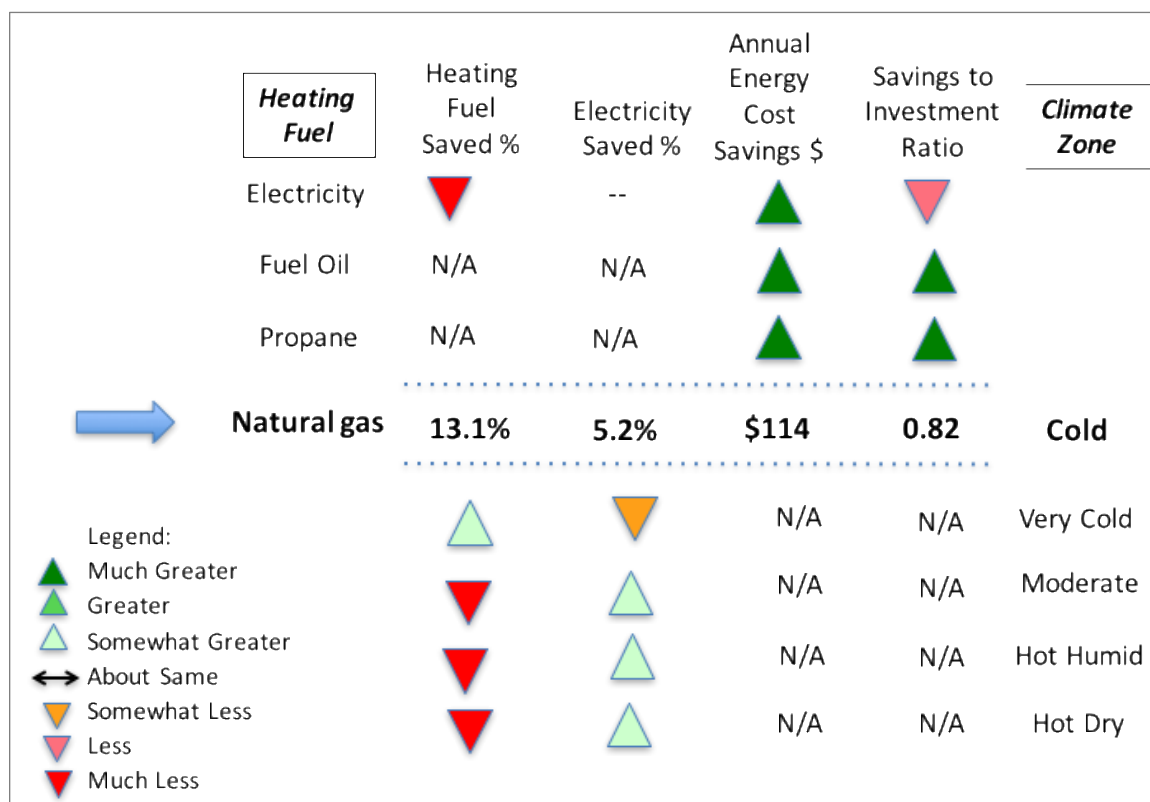 Heating
Fuel
Heating
Fuel
Saved %
Electricity
Saved %
Annual
Energy
Cost
Savings $
Savings to
Investment
Ratio
Climate
Zone
Electricity
--
Fuel Oil
N/A
N/A
Propane
N/A
N/A
Natural gas
13.1%
5.2%
$114
0.82
Cold
N/A
N/A
Very Cold
N/A
N/A
Moderate
N/A
N/A
Hot Humid
N/A
N/A
Hot Dry
Legend:
Much Greater
Greater
Somewhat Greater
About Same
Somewhat Less
Less
Much Less